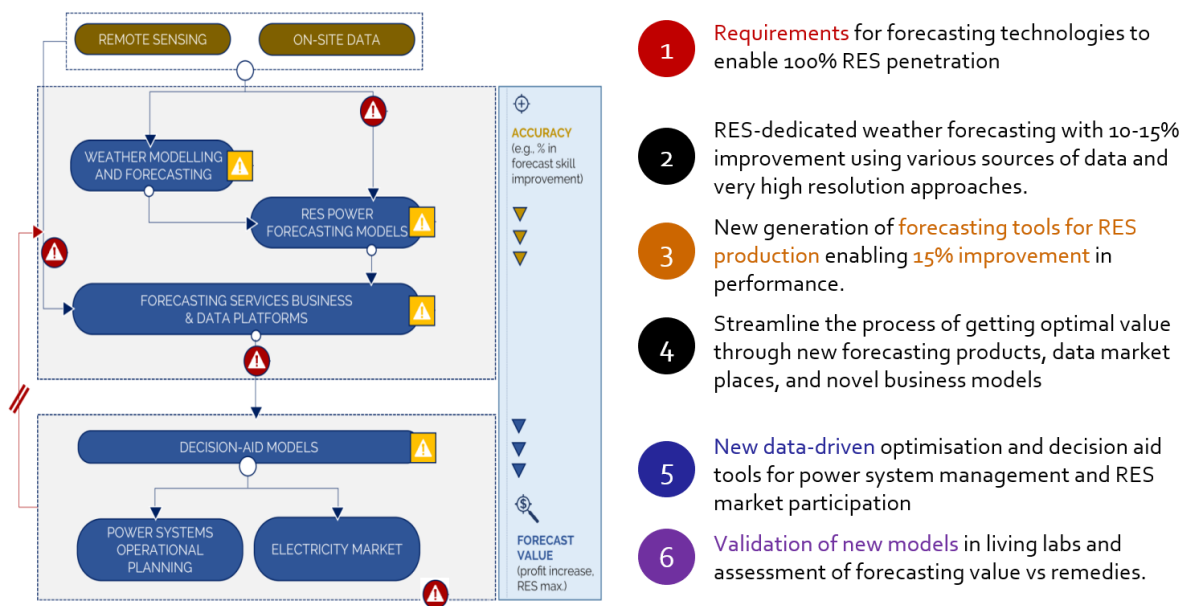 REMOTE SENSING
ON-SITE DATA
WEATHER MODELLING
AND FORECASTING
RES POWER
FORECASTING MODELS
FORECASTING SERVICES BUSINESS
& DATA PLATFORMS
DECISION-AID MODELS
POWER SYSTEMS
OPERATIONAL
PLANNING
ELECTRICITY MARKET
ACCURACY
(e.g., % in
forecast skill
improvement)
$
FORECAST
VALUE
(profit increase,
RES max.)
1
Requirements for forecasting technologies to
enable 100% RES penetration
2
RES-dedicated weather forecasting with 10-15%
improvement using various sources of data and
very high resolution approaches.
3
New generation of forecasting tools for RES
production enabling 15% improvement in
performance.
4
Streamline the process of getting optimal value
through new forecasting products, data market
places, and novel business models
5
New data-driven optimisation and decision aid
tools for power system management and RES
market participation
6
Validation of new models in living labs and
assessment of forecasting value vs remedies.